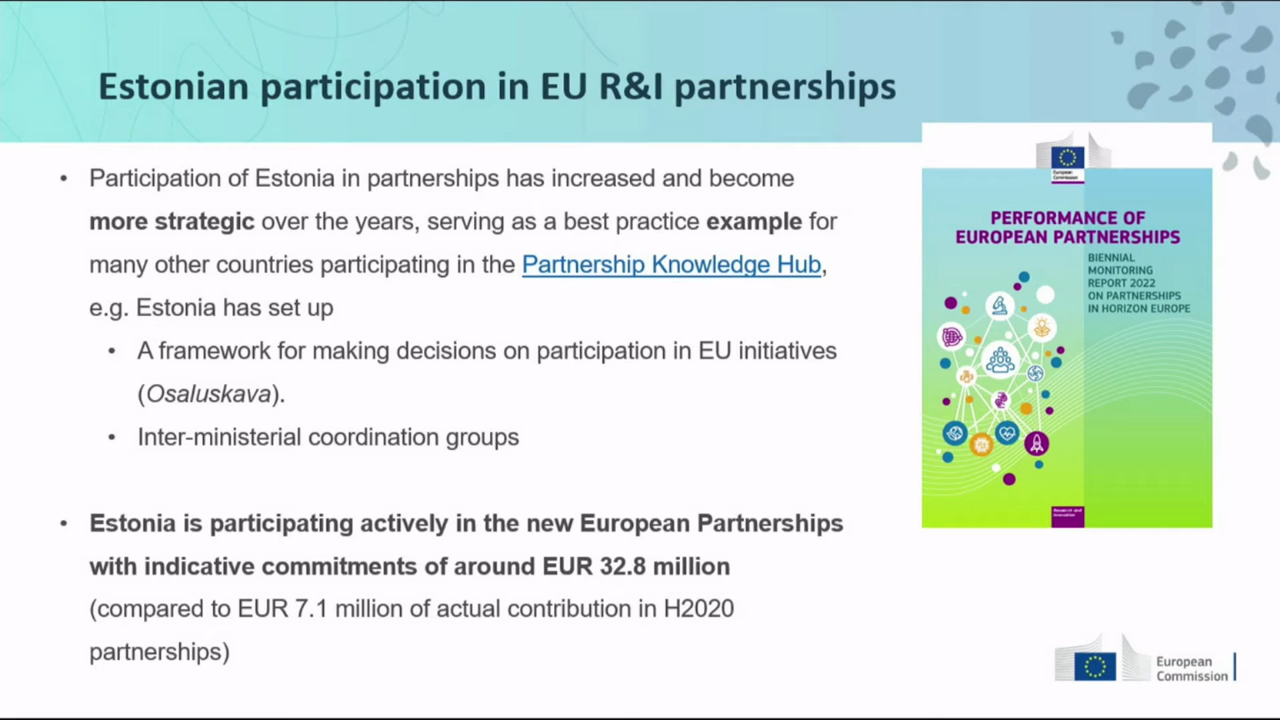 Estonian participation in EU R&I partnerships
• Participation of Estonia in partnerships has increased and become
more strategic over the years, serving as a best practice example for
many other countries participating in the Partnership Knowledge Hub,
e.g. Estonia has set up
• A framework for making decisions on participation in EU initiatives
(Osaluskava).
• Inter-ministerial coordination groups
• Estonia is participating actively in the new European Partnerships
with indicative commitments of around EUR 32.8 million
(compared to EUR 7.1 million of actual contribution in H2020
partnerships)
European
Commission
PERFORMANCE OF
EUROPEAN PARTNERSHIPS
BIENNIAL
MONITORING
REPORT 2022
ON PARTNERSHIPS
IN HORIZON EUROPE
Research and
Innovation
European
Commission